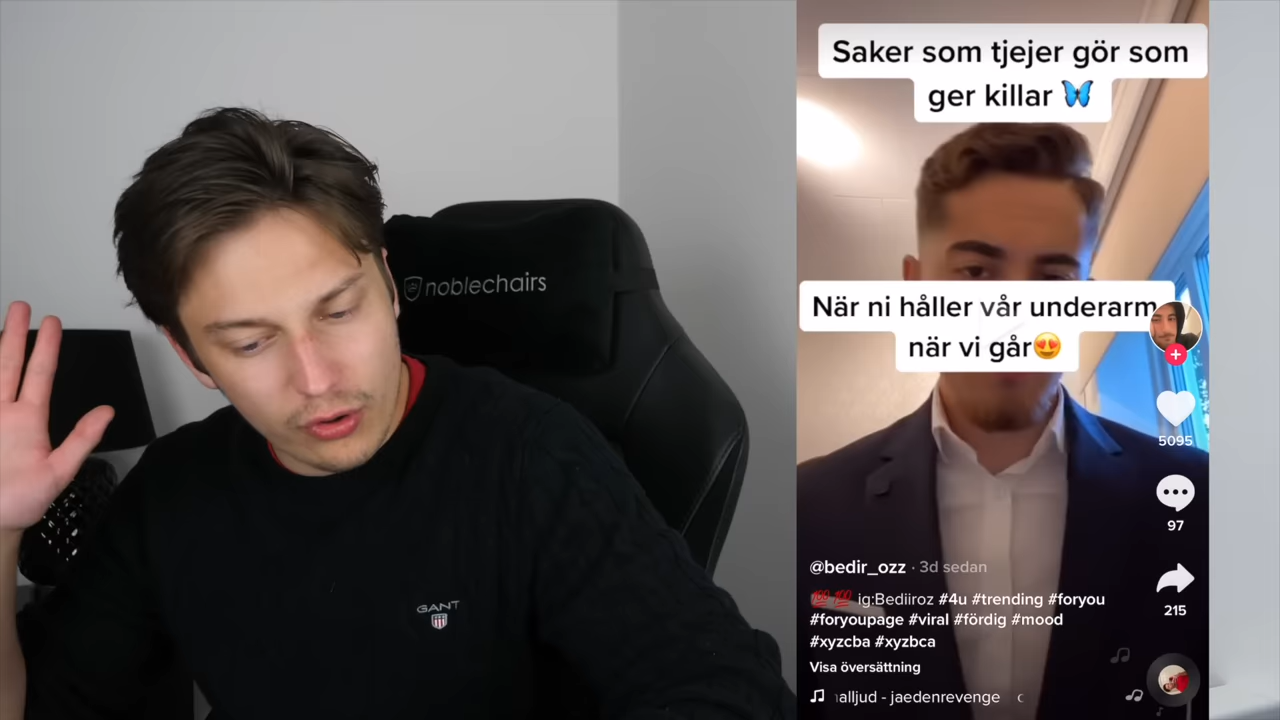 noblechairs
GANT
Saker som tjejer gör som
ger killar 🦋
När ni håller vår underarm
när vi går😍
5095
97
215
@bedir_ozz · 3d sedan
💯 💯 ig:Bediiroz #4u #trending #foryou
#foryoupage #viral #fördig #mood
#xyzcba #xyzbca
Visa översättning
alljud - jaedenrevenge